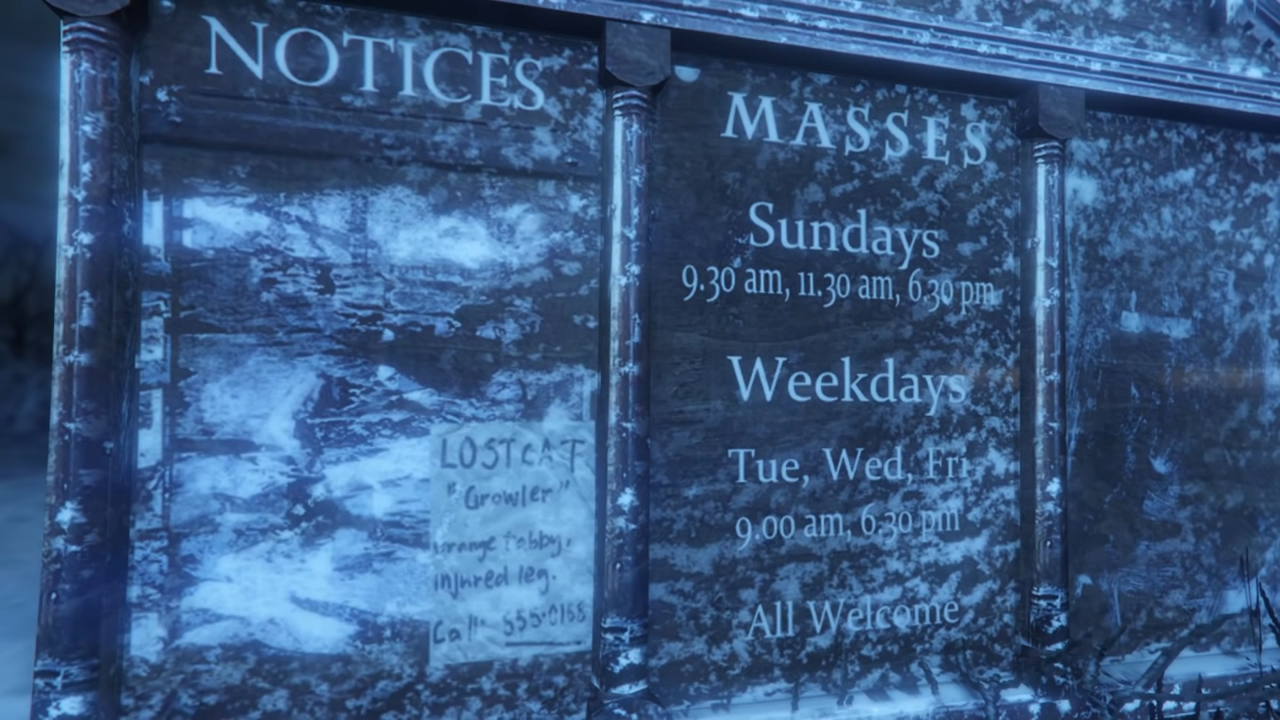 NOTICES
LOST CAT
"Growler"
orange tabby.
injured leg.
Call: 555-0158
MASSES
Sundays
9.30 am, 11.30 am, 6.30 pm
Weekdays
Tue, Wed, Fri
9.00 am, 6.30 pm
All Welcome